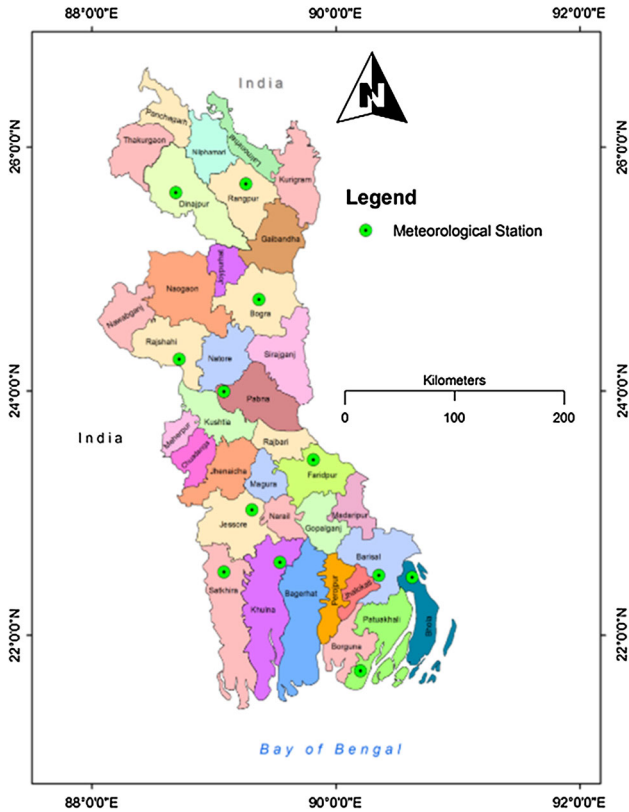 88°0'0"E 90°0'0"E 92°0'0"E
India
N
26°0'0"N 26°0'0"N
Panchagarh
Thakurgaon
Nilphamari
Lalmonirhat
Kurigram
Dinajpur
Rangpur
Legend
Meteorological Station
Gaibandha
Joypurhat
Naogaon
Nawabganj
Bogra
Rajshahi
Natore
Sirajganj
24°0'0"N 24°0'0"N
Kilometers
0 100 200
Pabna
Kushtia
India
Meherpur
Chuadanga
Rajbari
Jhenaidha
Magura
Faridpur
Jessore
Narail
Gopalganj
Madaripur
Barisal
Satkhira
Khulna
Bagerhat
Perojpur
Jhalokati
Patuakhali
Bhola
Borguna
22°0'0"N 22°0'0"N
Bay of Bengal
88°0'0"E 90°0'0"E 92°0'0"E